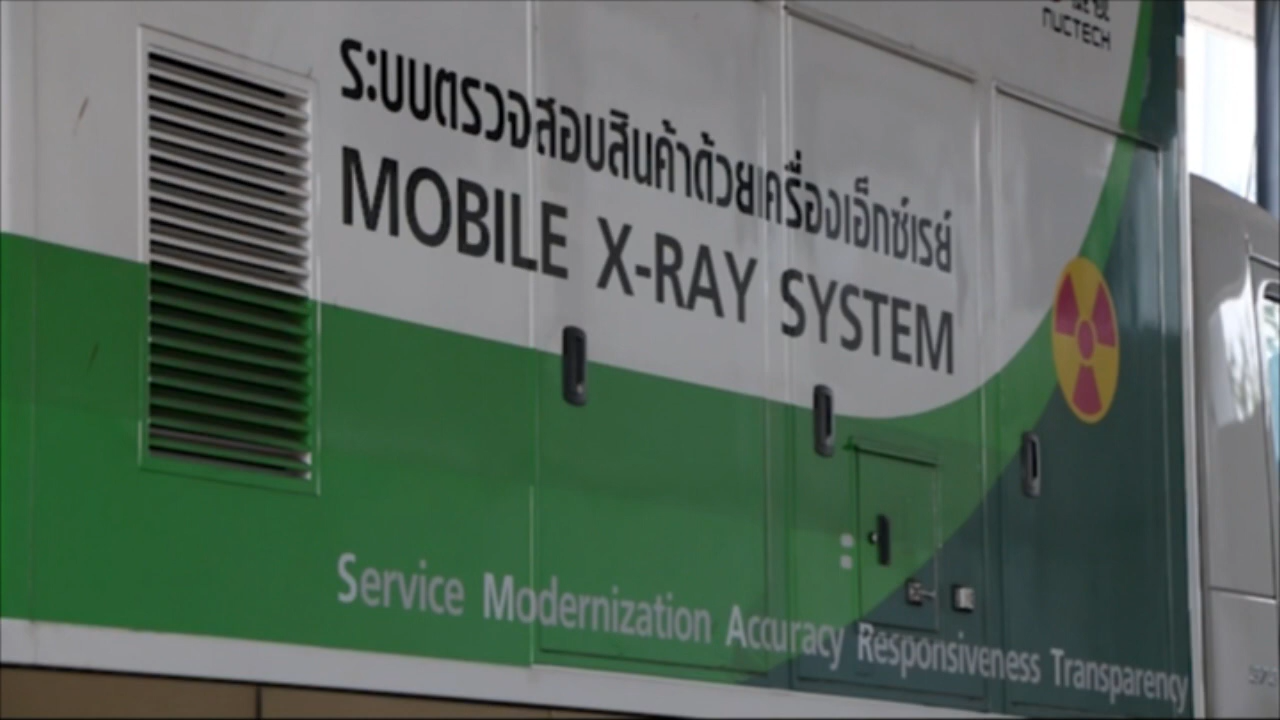 NUCTECH
ระบบตรวจสอบสินค้าด้วยเครื่องเอ็กซ์เรย์
MOBILE X-RAY SYSTEM
Service Modernization Accuracy Responsiveness Transparency